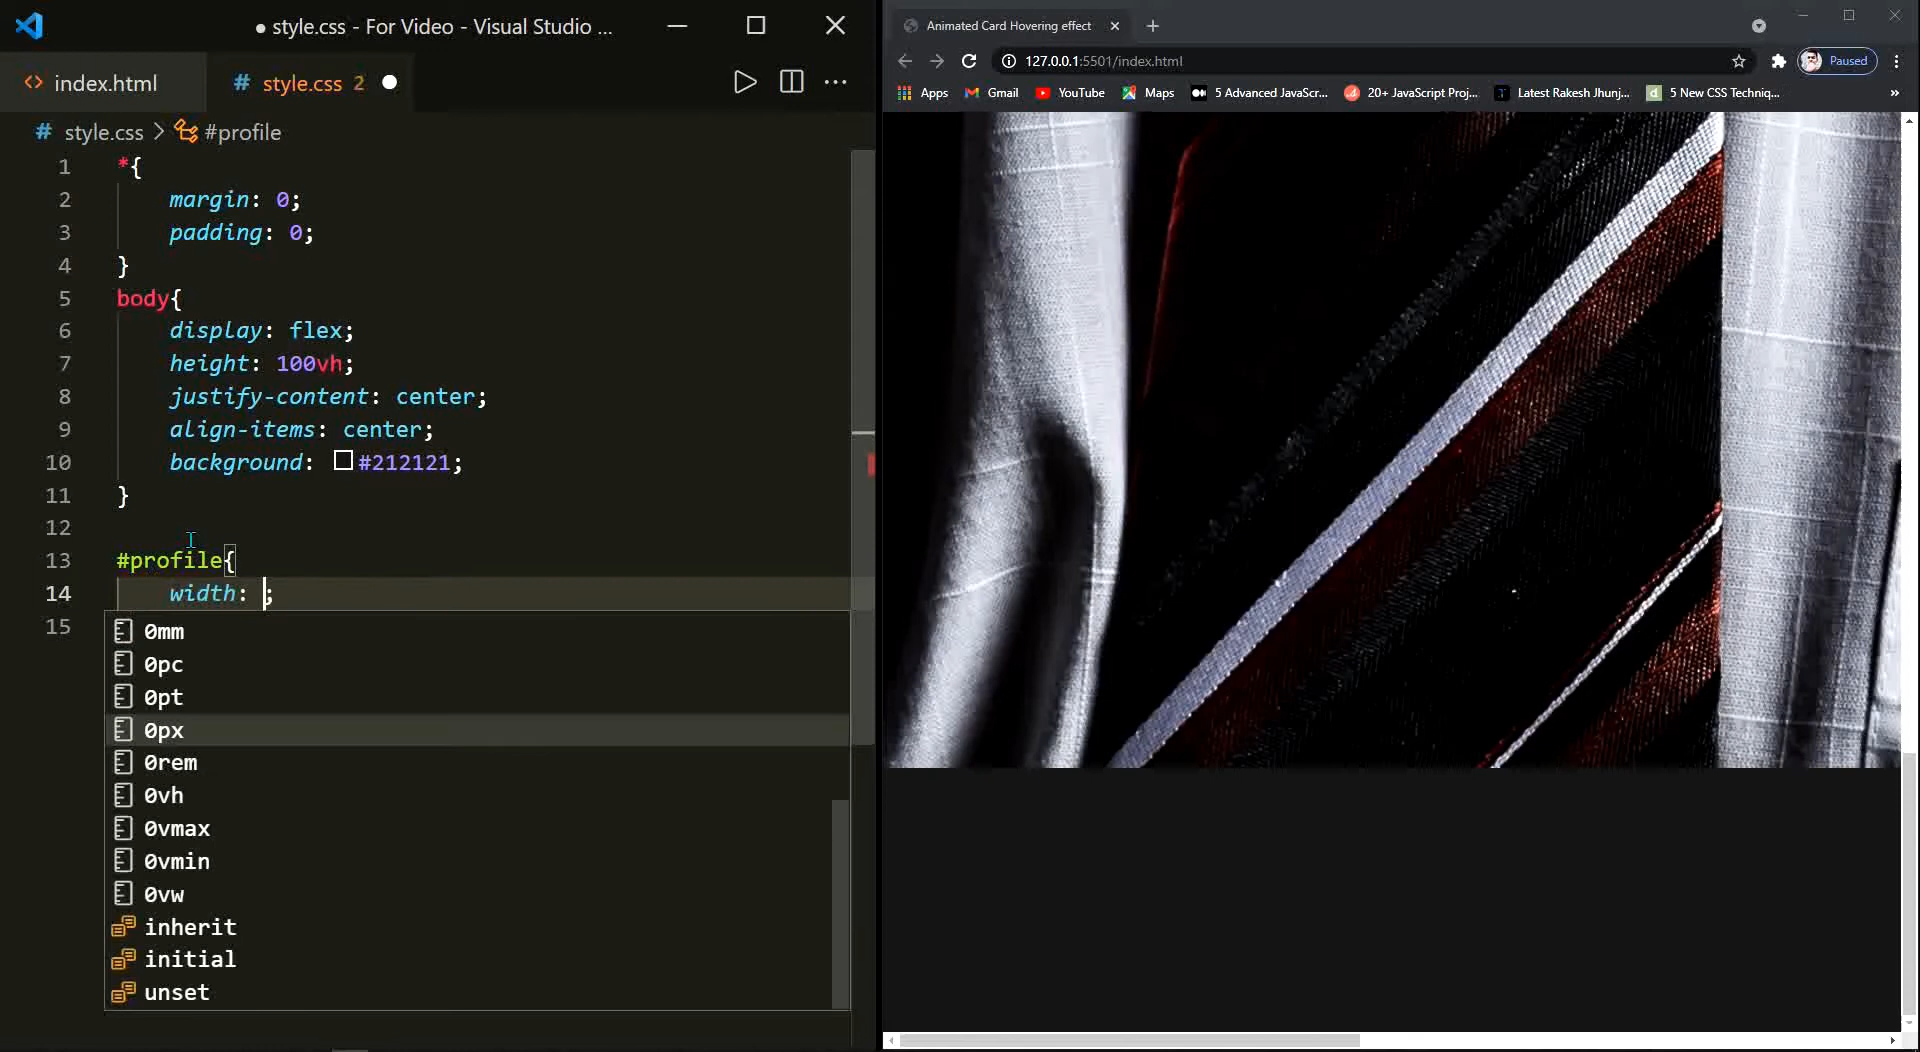 ● style.css - For Video - Visual Studio ...
index.html
# style.css 2 ●
# style.css > #profile
1 *{
2 margin: 0;
3 padding: 0;
4 }
5 body{
6 display: flex;
7 height: 100vh;
8 justify-content: center;
9 align-items: center;
10 background: #212121;
11 }
12
13 #profile{
14 width: ;
15
0mm
0pc
0pt
0px
0rem
0vh
0vmax
0vmin
0vw
inherit
initial
unset
Animated Card Hovering effect
127.0.0.1:5501/index.html
Paused
Apps Gmail YouTube Maps 5 Advanced JavaScr... 20+ JavaScript Proj... Latest Rakesh Jhunj... 5 New CSS Techniq... »